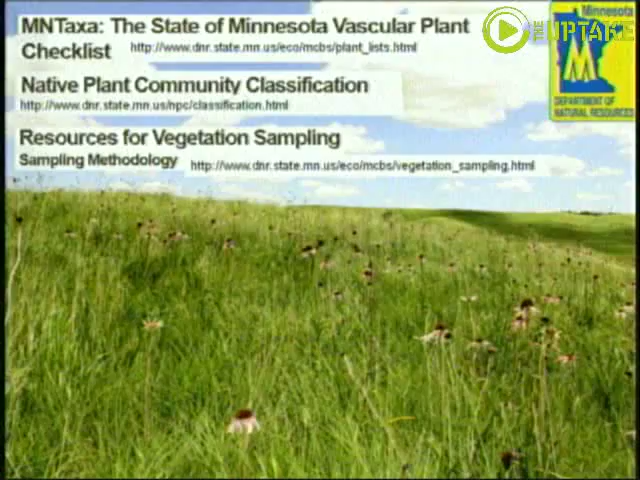 MNTaxa: The State of Minnesota Vascular Plant
Checklist http://www.dnr.state.mn.us/eco/mcbs/plant_lists.html
Native Plant Community Classification
http://www.dnr.state.mn.us/npc/classification.html
Resources for Vegetation Sampling
Sampling Methodology http://www.dnr.state.mn.us/eco/mcbs/vegetation_sampling.html
THE UPTAKE
Minnesota
M
DEPARTMENT OF
NATURAL RESOURCES